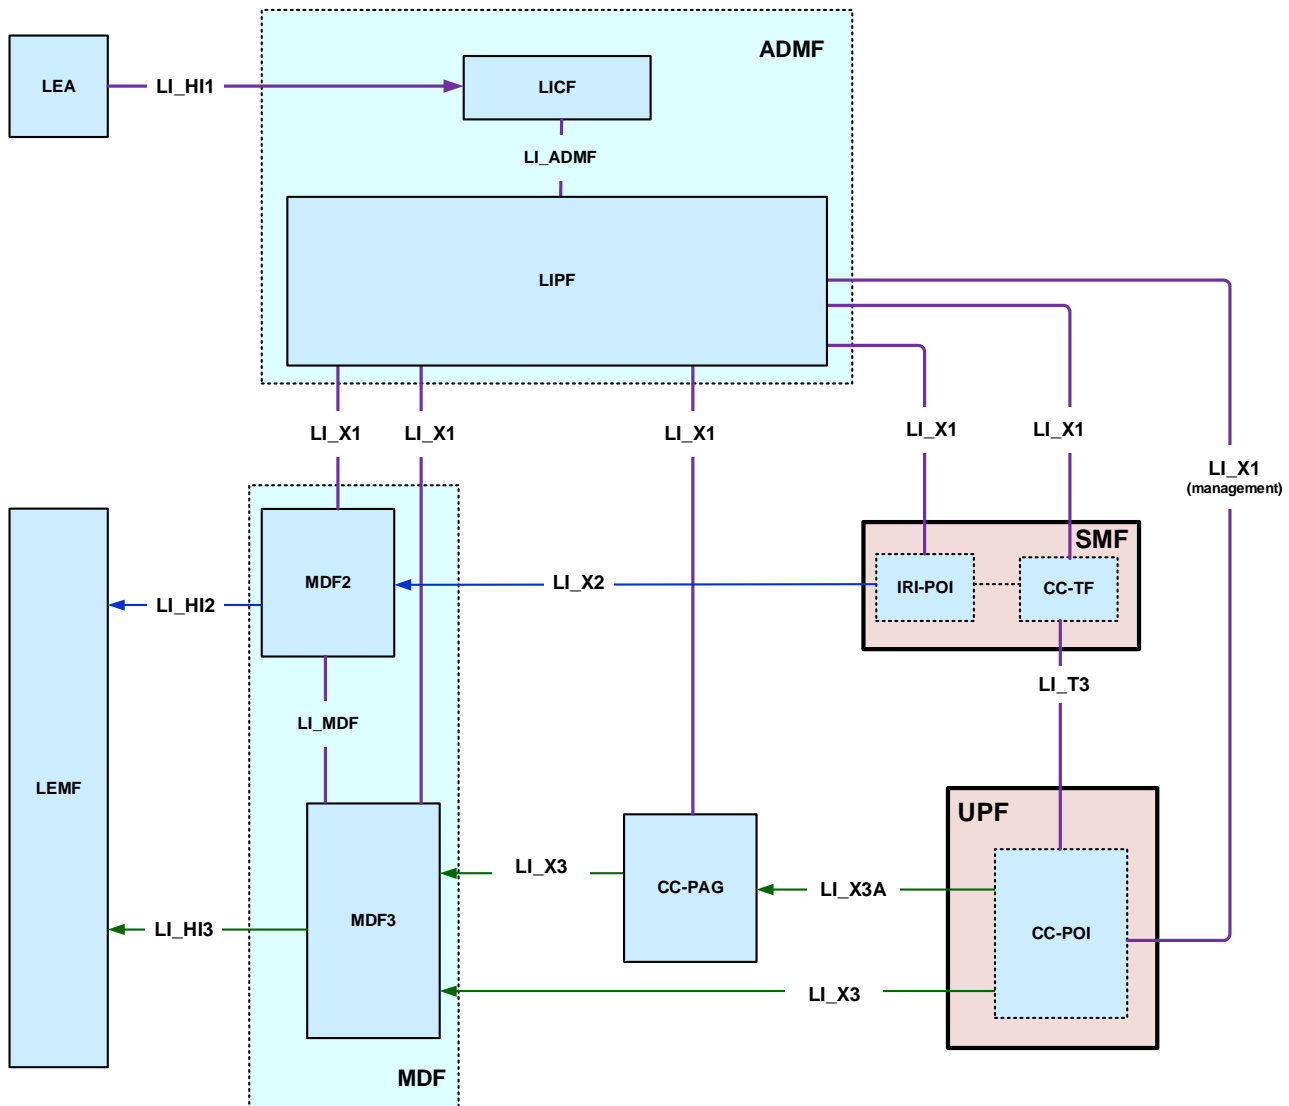 ADMF
LEA
LI_HI1
LICF
LI_ADMF
LIPF
LI_X1
LI_X1
LI_X1
LI_X1
LI_X1
LI_X1
(management)
SMF
MDF2
LI_X2
IRI-POI
CC-TF
LI_HI2
LI_T3
LI_MDF
LEMF
UPF
LI_X3
CC-PAG
LI_X3A
MDF3
LI_HI3
CC-POI
LI_X3
MDF